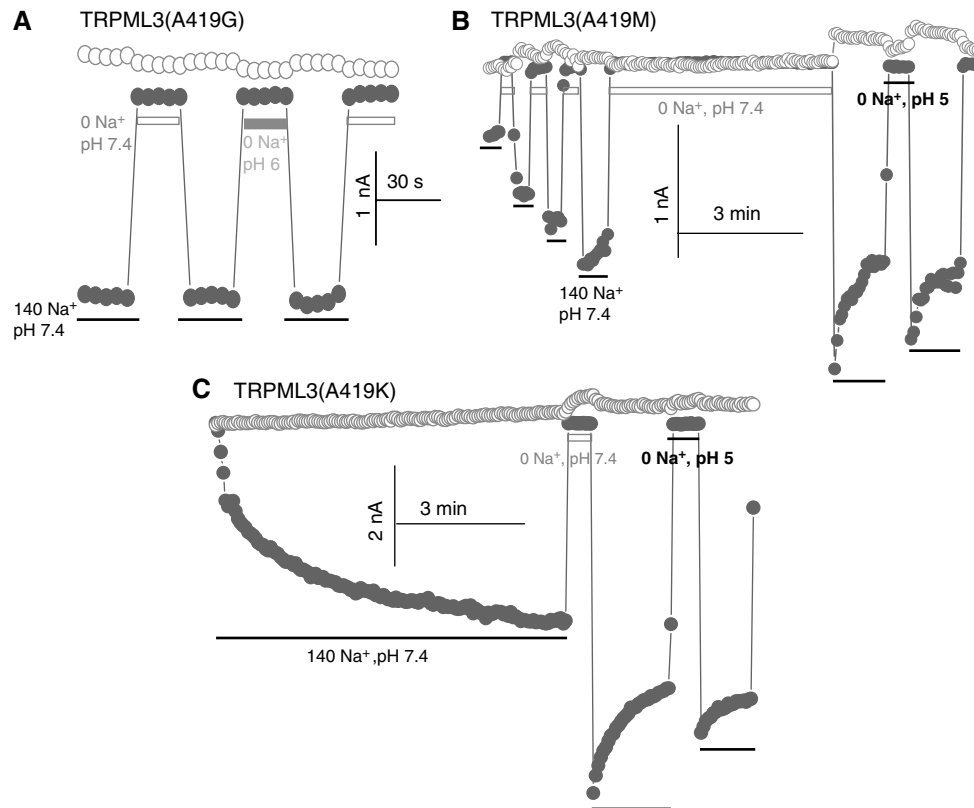 A
TRPML3(A419G)
0 Na⁺
pH 7.4
0 Na⁺
pH 6
1 nA
30 s
140 Na⁺
pH 7.4
B
TRPML3(A419M)
0 Na⁺, pH 7.4
0 Na⁺, pH 5
1 nA
3 min
140 Na⁺
pH 7.4
C
TRPML3(A419K)
0 Na⁺, pH 7.4
0 Na⁺, pH 5
2 nA
3 min
140 Na⁺,pH 7.4